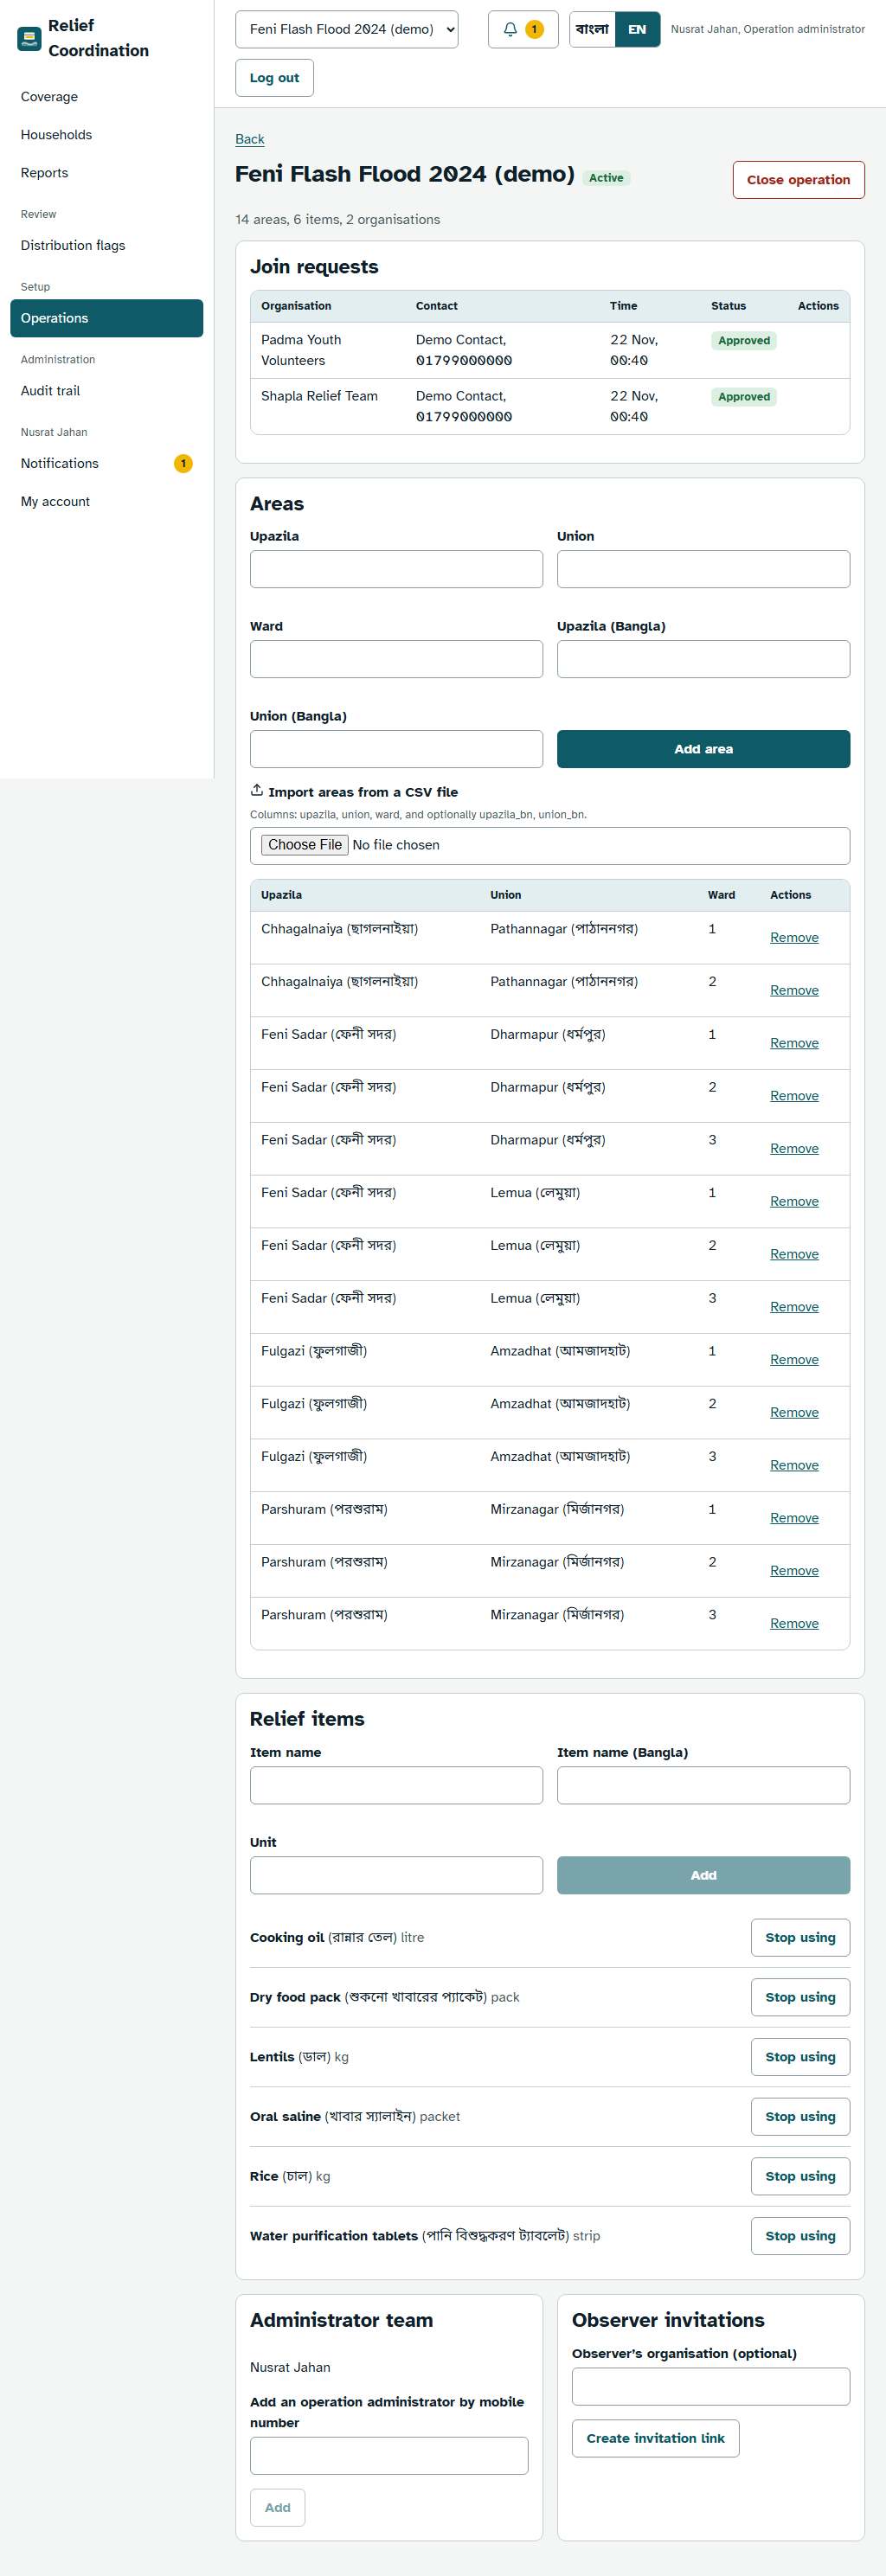 Relief
Coordination
Coverage
Households
Reports
Review
Distribution flags
Setup
Operations
Administration
Audit trail
Nusrat Jahan
Notifications 1
My account
Feni Flash Flood 2024 (demo)
1
বাংলা EN
Nusrat Jahan, Operation administrator
Log out
Back
Feni Flash Flood 2024 (demo) Active
Close operation
14 areas, 6 items, 2 organisations
Join requests
Organisation Contact Time Status Actions
Padma Youth Demo Contact, 22 Nov, Approved
Volunteers 01799000000 00:40
Shapla Relief Team Demo Contact, 22 Nov, Approved
01799000000 00:40
Areas
Upazila Union
Ward Upazila (Bangla)
Union (Bangla)
Add area
Import areas from a CSV file
Columns: upazila, union, ward, and optionally upazila_bn, union_bn.
Choose File No file chosen
Upazila Union Ward Actions
Chhagalnaiya (ছাগলনাইয়া) Pathannagar (পাঠাননগর) 1 Remove
Chhagalnaiya (ছাগলনাইয়া) Pathannagar (পাঠাননগর) 2 Remove
Feni Sadar (ফেনী সদর) Dharmapur (ধর্মপুর) 1 Remove
Feni Sadar (ফেনী সদর) Dharmapur (ধর্মপুর) 2 Remove
Feni Sadar (ফেনী সদর) Dharmapur (ধর্মপুর) 3 Remove
Feni Sadar (ফেনী সদর) Lemua (লেমুয়া) 1 Remove
Feni Sadar (ফেনী সদর) Lemua (লেমুয়া) 2 Remove
Feni Sadar (ফেনী সদর) Lemua (লেমুয়া) 3 Remove
Fulgazi (ফুলগাজী) Amzadhat (আমজাদহাট) 1 Remove
Fulgazi (ফুলগাজী) Amzadhat (আমজাদহাট) 2 Remove
Fulgazi (ফুলগাজী) Amzadhat (আমজাদহাট) 3 Remove
Parshuram (পরশুরাম) Mirzanagar (মির্জানগর) 1 Remove
Parshuram (পরশুরাম) Mirzanagar (মির্জানগর) 2 Remove
Parshuram (পরশুরাম) Mirzanagar (মির্জানগর) 3 Remove
Relief items
Item name Item name (Bangla)
Unit
Add
Cooking oil (রান্নার তেল) litre Stop using
Dry food pack (শুকনো খাবারের প্যাকেট) pack Stop using
Lentils (ডাল) kg Stop using
Oral saline (খাবার স্যালাইন) packet Stop using
Rice (চাল) kg Stop using
Water purification tablets (পানি বিশুদ্ধকরণ ট্যাবলেট) strip Stop using
Administrator team
Nusrat Jahan
Add an operation administrator by mobile
number
Add
Observer invitations
Observer’s organisation (optional)
Create invitation link